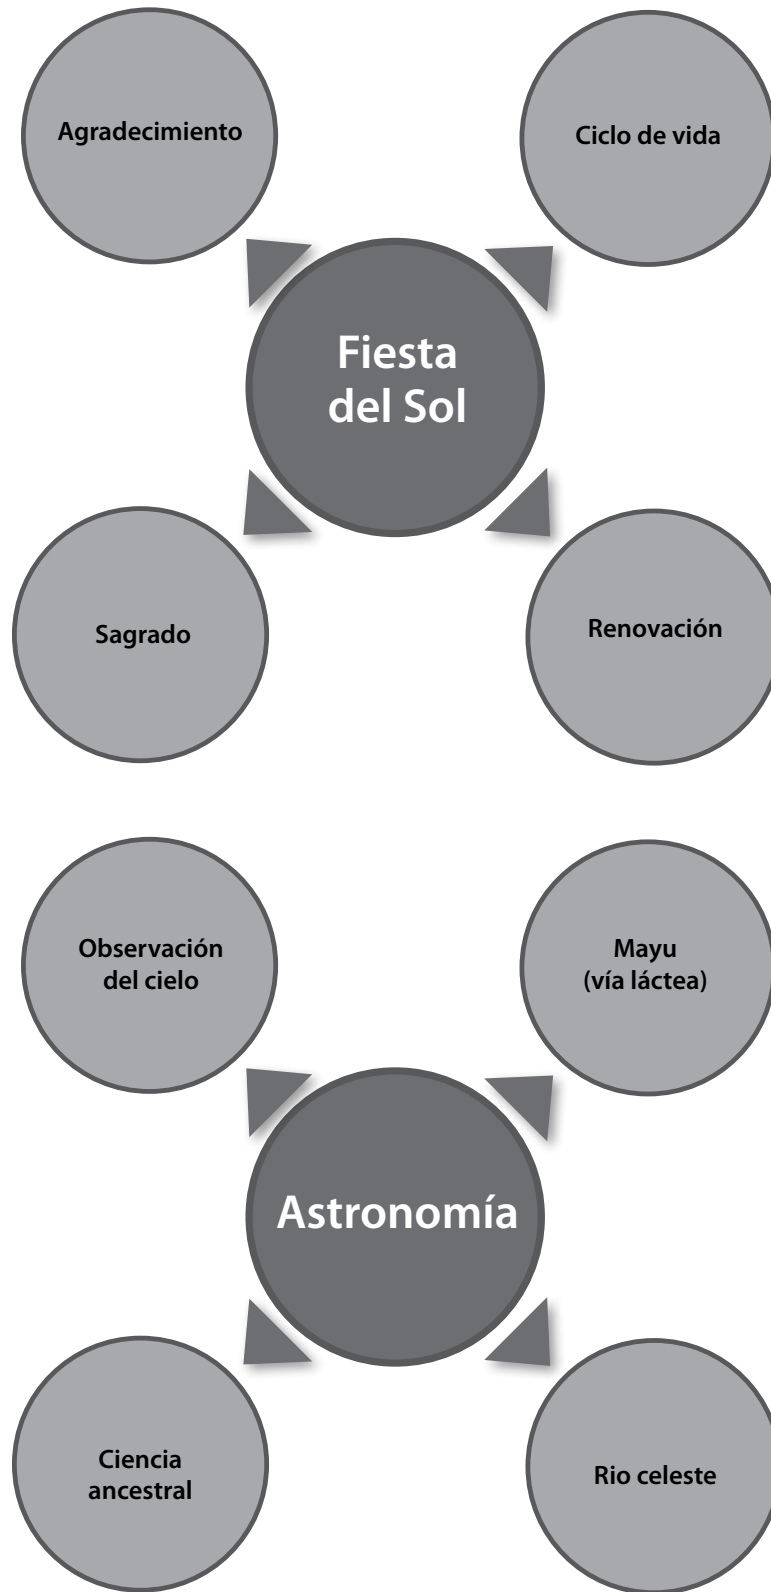 Agradecimiento
Ciclo de vida
Fiesta
del Sol
Sagrado
Renovación
Observación
del cielo
Mayu
(vía láctea)
Astronomía
Ciencia
ancestral
Rio celeste